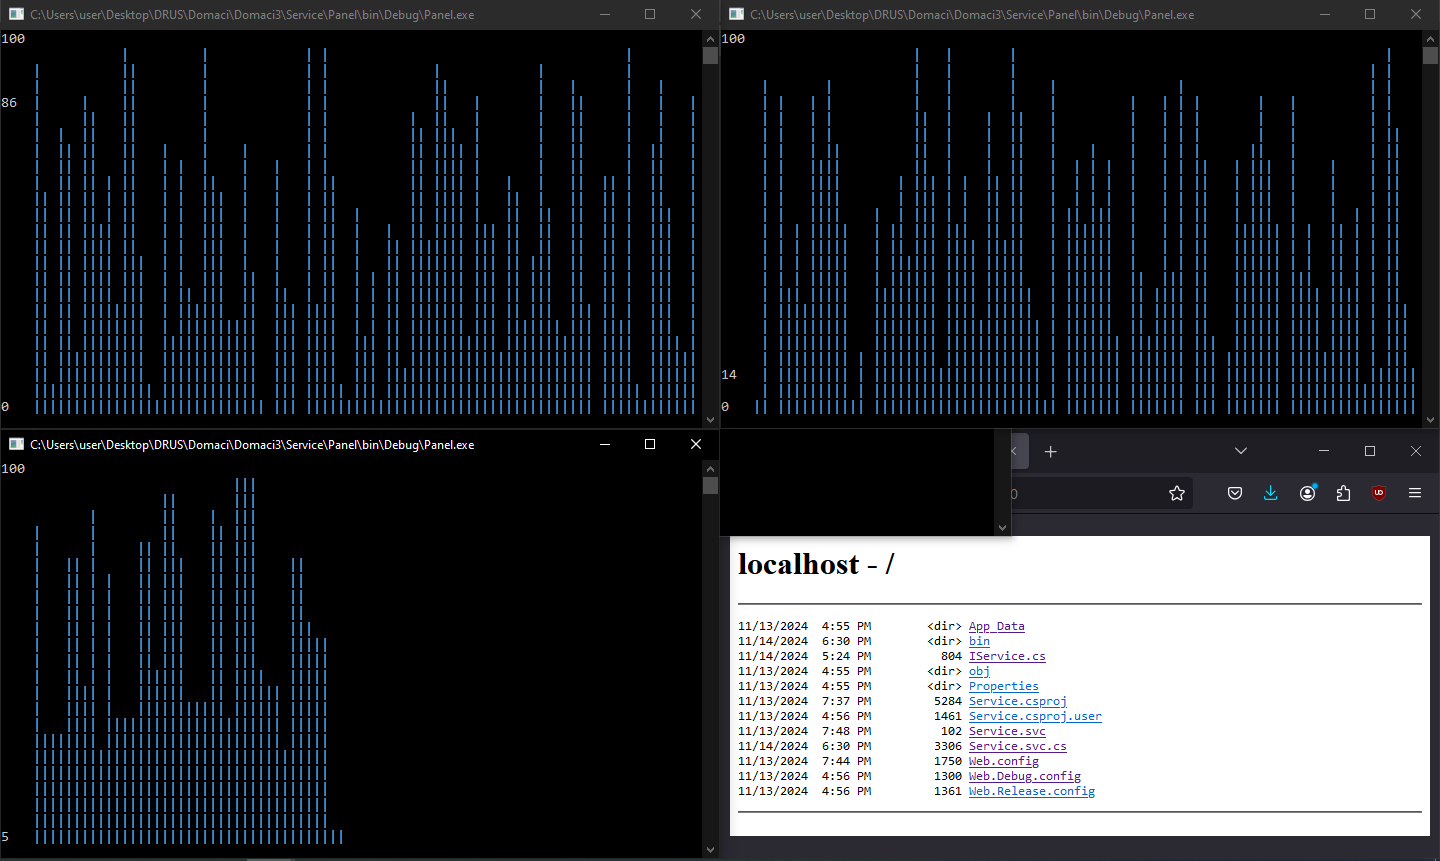 C:\Users\user\Desktop\DRUS\Domaci\Domaci3\Service\Panel\bin\Debug\Panel.exe
100
86
0
C:\Users\user\Desktop\DRUS\Domaci\Domaci3\Service\Panel\bin\Debug\Panel.exe
100
14
0
C:\Users\user\Desktop\DRUS\Domaci\Domaci3\Service\Panel\bin\Debug\Panel.exe
100
5
0
localhost - /
11/13/2024 4:55 PM <dir> App_Data
11/14/2024 6:30 PM <dir> bin
11/14/2024 5:24 PM 804 IService.cs
11/13/2024 4:55 PM <dir> obj
11/13/2024 4:55 PM <dir> Properties
11/13/2024 7:37 PM 5284 Service.csproj
11/13/2024 4:56 PM 1461 Service.csproj.user
11/13/2024 7:48 PM 102 Service.svc
11/14/2024 6:30 PM 3306 Service.svc.cs
11/13/2024 7:44 PM 1750 Web.config
11/13/2024 4:56 PM 1300 Web.Debug.config
11/13/2024 4:56 PM 1361 Web.Release.config